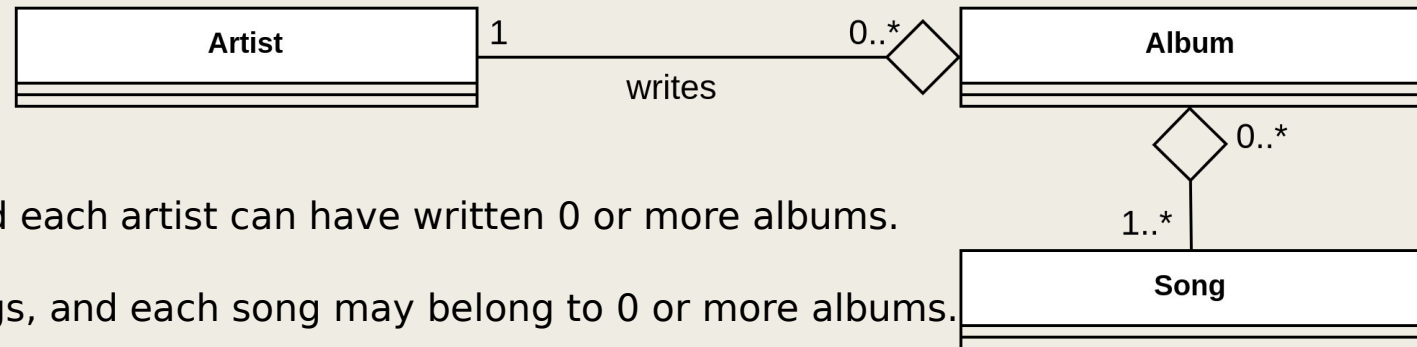 Artist
1
0..*
Album
writes
0..*
each artist can have written 0 or more albums.
1..*
Song
and each song may belong to 0 or more albums.